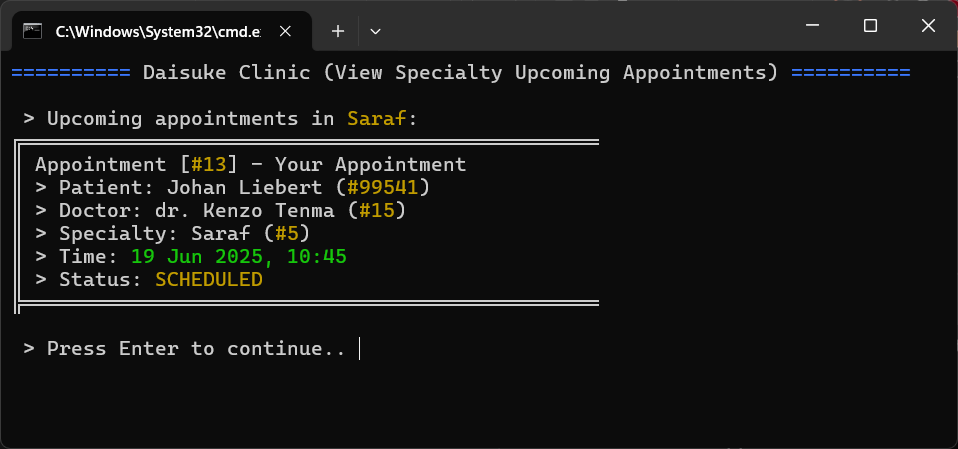 C:\Windows\System32\cmd.e
========== Daisuke Clinic (View Specialty Upcoming Appointments) ==========
> Upcoming appointments in Saraf:
Appointment [#13] - Your Appointment
> Patient: Johan Liebert (#99541)
> Doctor: dr. Kenzo Tenma (#15)
> Specialty: Saraf (#5)
> Time: 19 Jun 2025, 10:45
> Status: SCHEDULED
> Press Enter to continue..